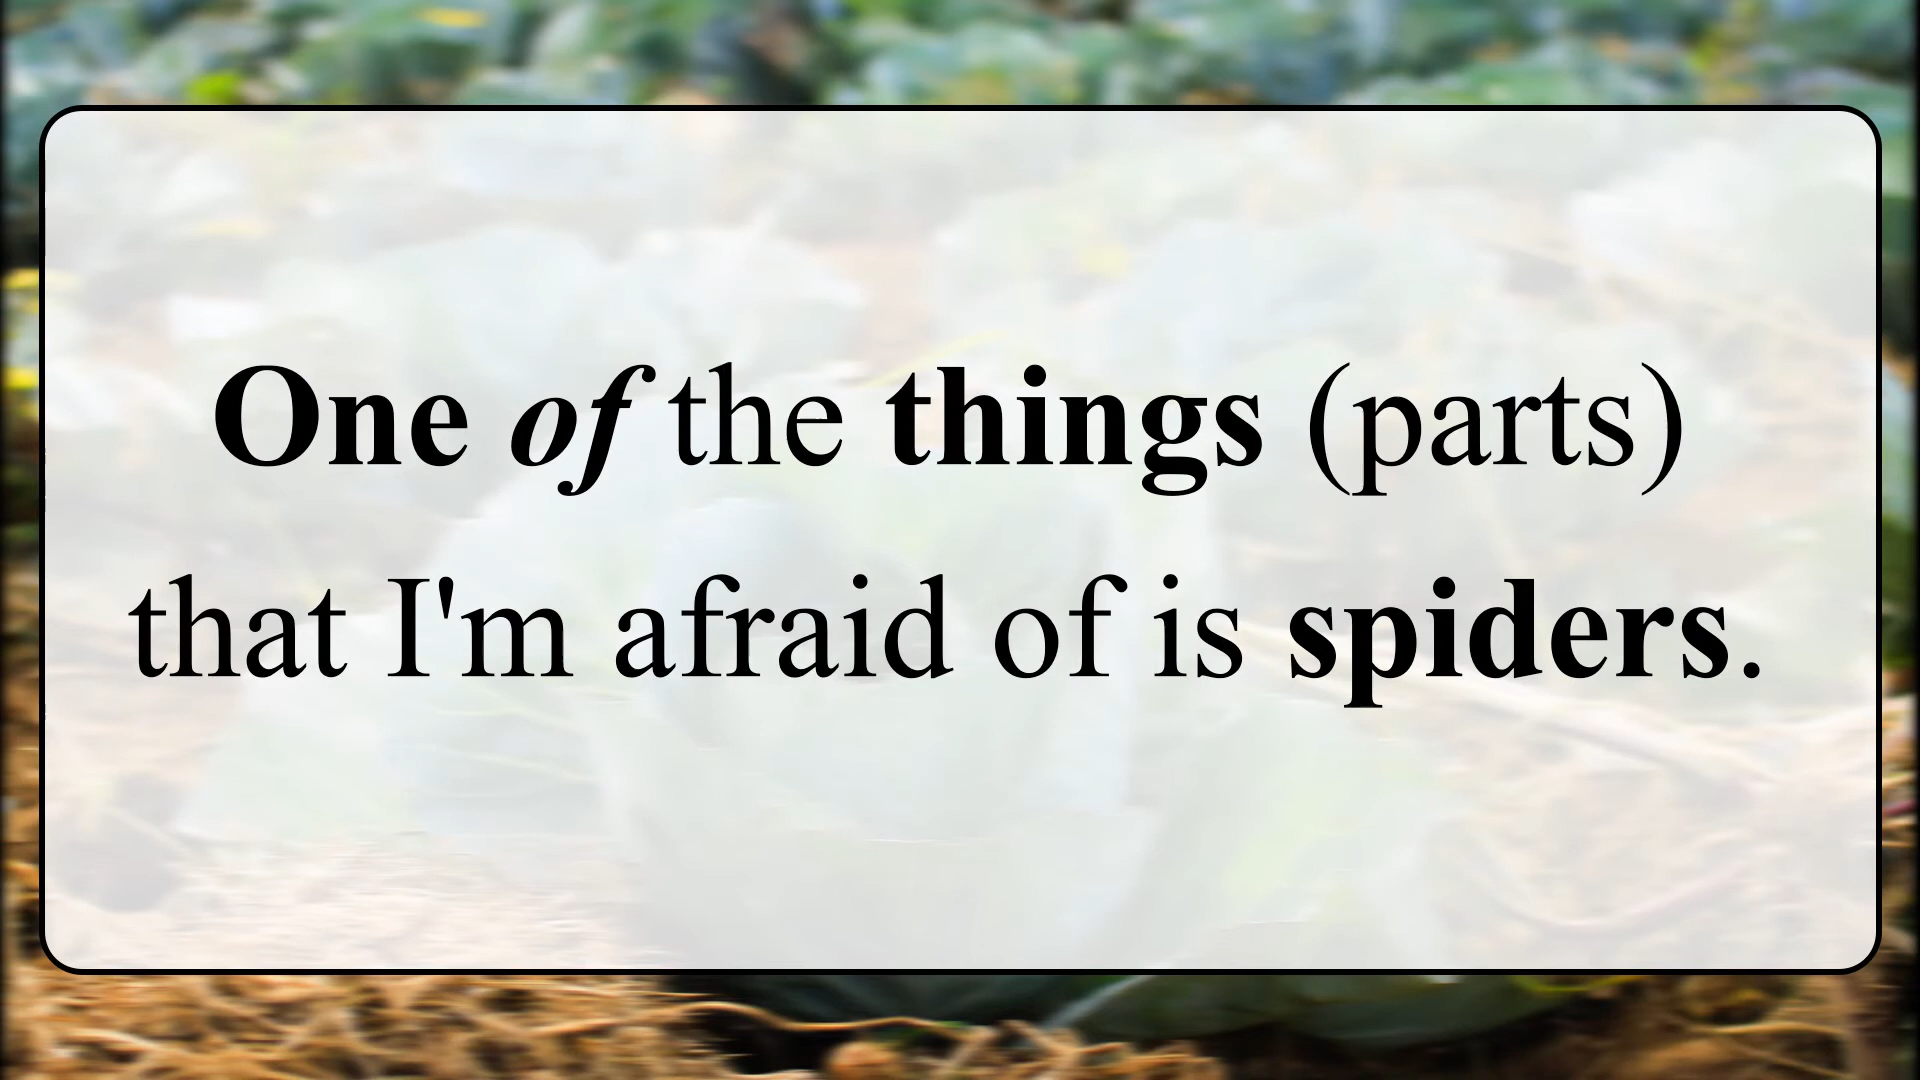 One of the things (parts)
that I'm afraid of is spiders.